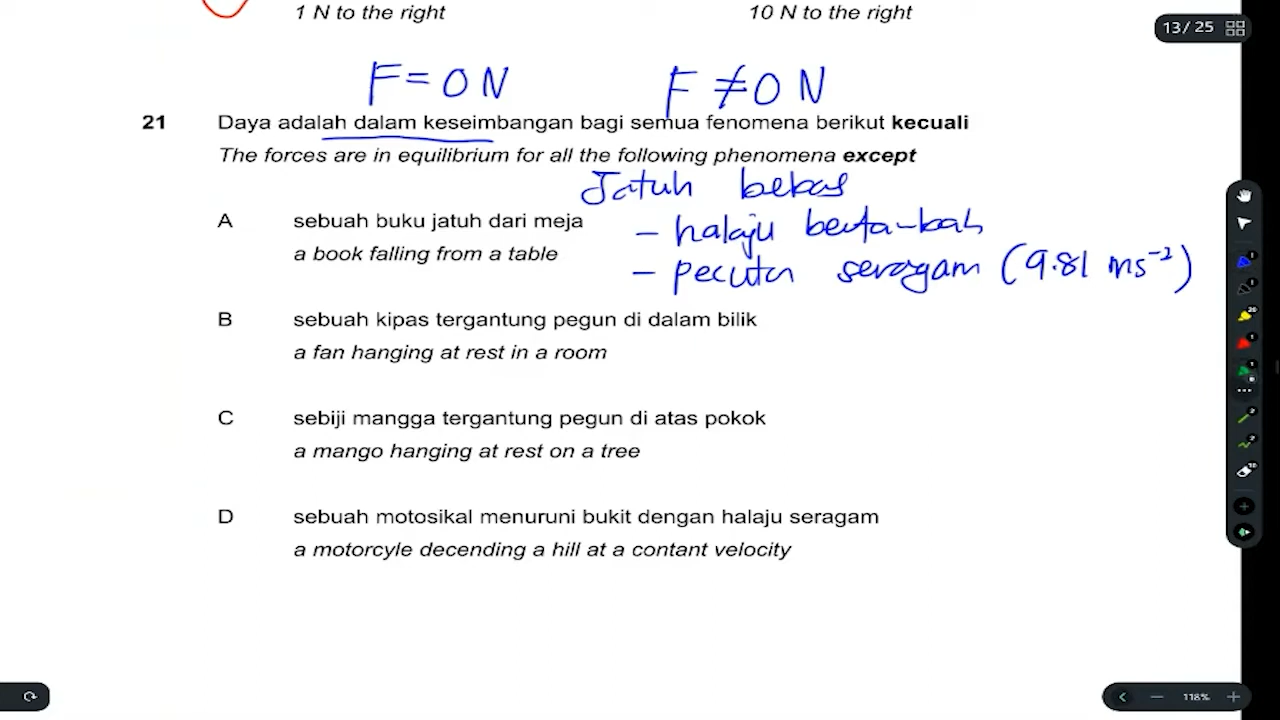 1 N to the right 10 N to the right
13 / 25
F = 0 N F ≠ 0 N
21 Daya adalah dalam keseimbangan bagi semua fenomena berikut kecuali
The forces are in equilibrium for all the following phenomena except
Jatuh bebas
A sebuah buku jatuh dari meja
- halaju berta-bah
a book falling from a table
- pecutan seragam (9.81 ms⁻²)
B sebuah kipas tergantung pegun di dalam bilik
a fan hanging at rest in a room
C sebiji mangga tergantung pegun di atas pokok
a mango hanging at rest on a tree
D sebuah motosikal menuruni bukit dengan halaju seragam
a motorcyle decending a hill at a contant velocity
118%